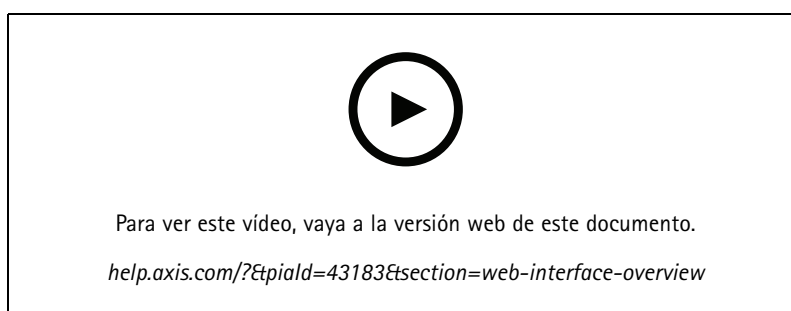 Para ver este vídeo, vaya a la versión web de este documento.
help.axis.com/?&piaId=43183&section=web-interface-overview